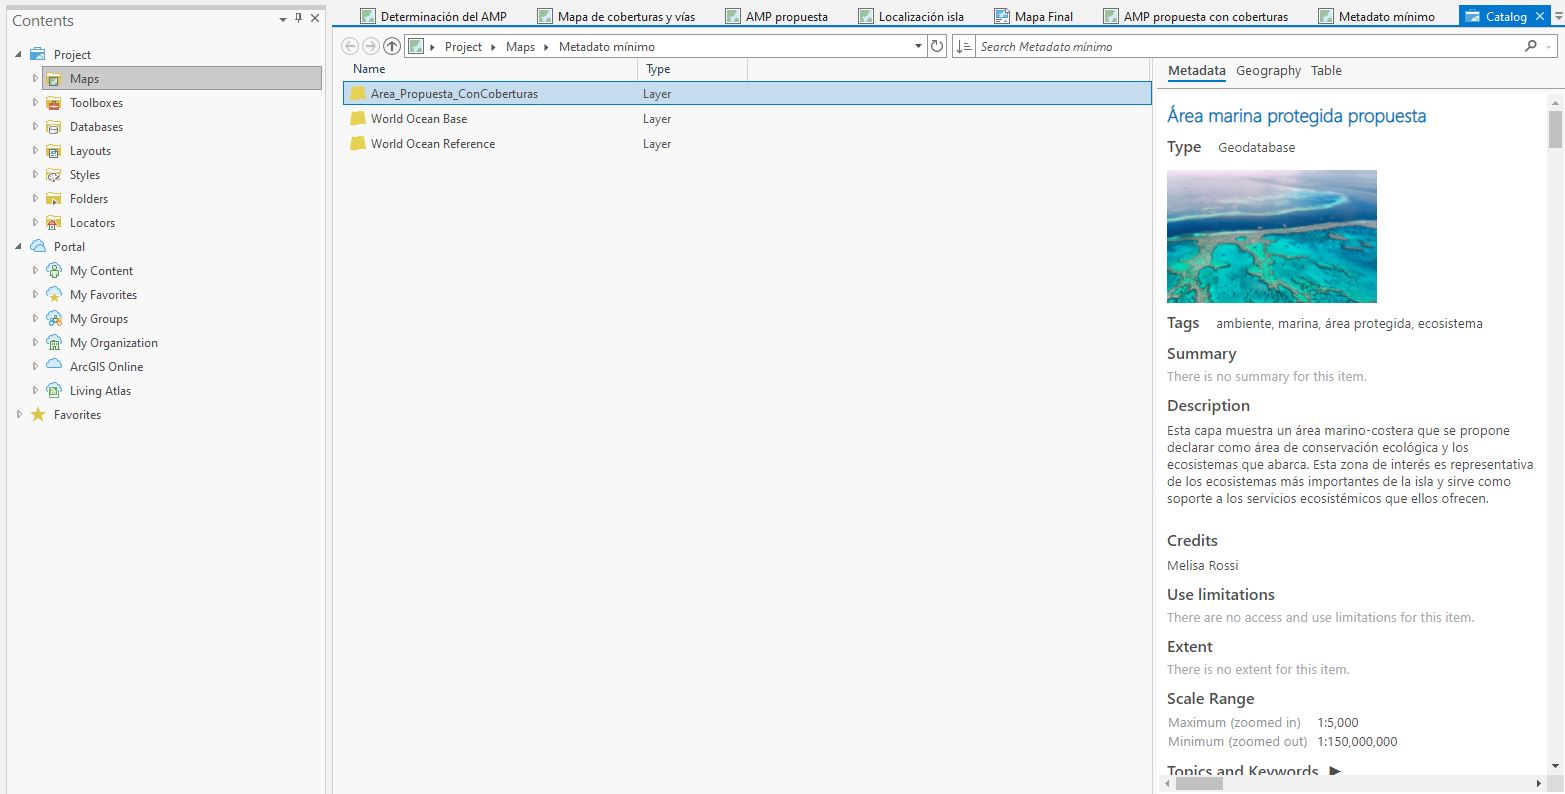 Contents
Project
Maps
Toolboxes
Databases
Layouts
Styles
Folders
Locators
Portal
My Content
My Favorites
My Groups
My Organization
ArcGIS Online
Living Atlas
Favorites
Determinación del AMP
Mapa de coberturas y vías
AMP propuesta
Localización isla
Mapa Final
AMP propuesta con coberturas
Metadato mínimo
Catalog
Project Maps Metadato mínimo
Search Metadato mínimo
Name Type
Area_Propuesta_ConCoberturas Layer
World Ocean Base Layer
World Ocean Reference Layer
Metadata Geography Table
Área marina protegida propuesta
Type Geodatabase
Tags ambiente, marina, área protegida, ecosistema
Summary
There is no summary for this item.
Description
Esta capa muestra un área marino-costera que se propone
declarar como área de conservación ecológica y los
ecosistemas que abarca. Esta zona de interés es representativa
de los ecosistemas más importantes de la isla y sirve como
soporte a los servicios ecosistémicos que ellos ofrecen.
Credits
Melisa Rossi
Use limitations
There are no access and use limitations for this item.
Extent
There is no extent for this item.
Scale Range
Maximum (zoomed in) 1:5,000
Minimum (zoomed out) 1:150,000,000
Topics and Keywords